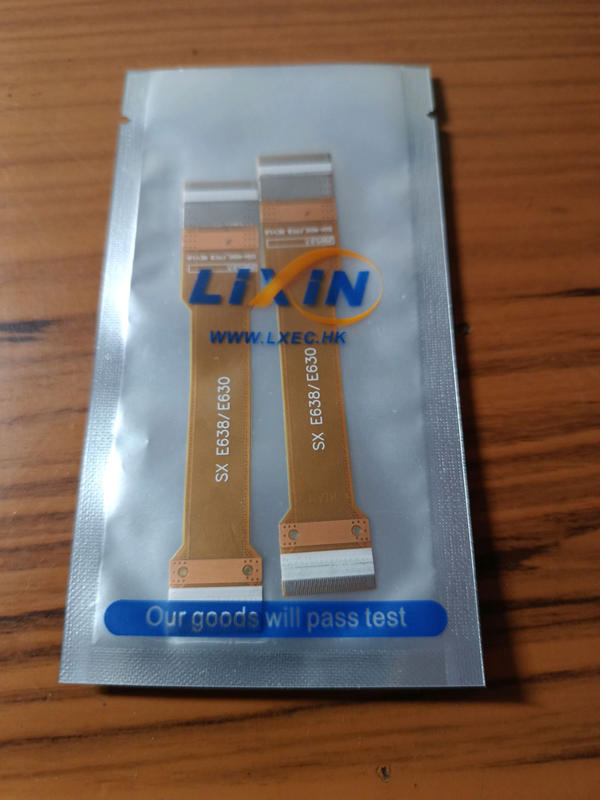 LiXiN
WWW.LXEC.HK
SX E638/E630
SX E638/E630
Our goods will pass test